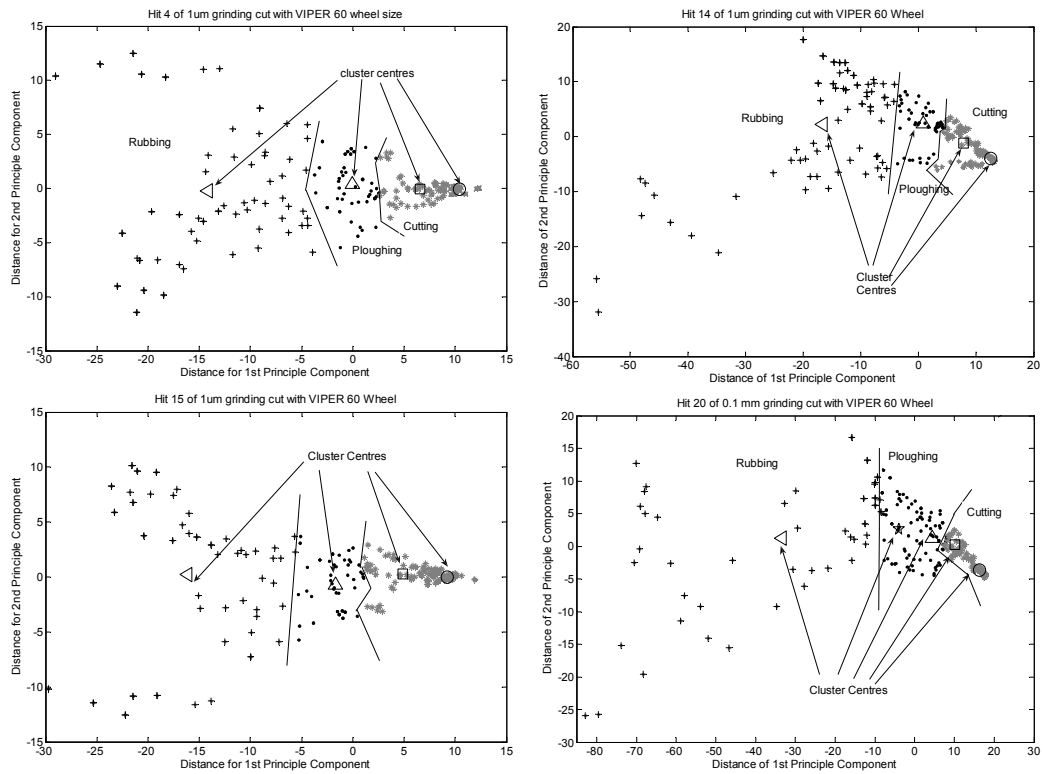 Hit 4 of 1um grinding cut with VIPER 60 wheel size
15
10
5
0
-5
-10
-15
Distance for 2nd Principle Component
cluster centres
Rubbing
Cutting
Ploughing
-30 -25 -20 -15 -10 -5 0 5 10 15
Distance for 1st Principle Component
Hit 14 of 1um grinding cut with VIPER 60 Wheel
20
10
0
-10
-20
-30
-40
Distance of 2nd Principle Component
Cutting
Rubbing
Ploughing
Cluster
Centres
-60 -50 -40 -30 -20 -10 0 10 20
Distance of 1st Principle Component
Hit 15 of 1um grinding cut with VIPER 60 Wheel
15
10
5
0
-5
-10
-15
Distance for 2nd Principle Component
Cluster Centres
-30 -25 -20 -15 -10 -5 0 5 10 15
Distance for 1st Principle Component
Hit 20 of 0.1 mm grinding cut with VIPER 60 Wheel
20
15
10
5
0
-5
-10
-15
-20
-25
-30
Distance of 2nd Principle Component
Ploughing
Rubbing
Cutting
Cluster Centres
-80 -70 -60 -50 -40 -30 -20 -10 0 10 20 30
Distance of 1st Principle Component